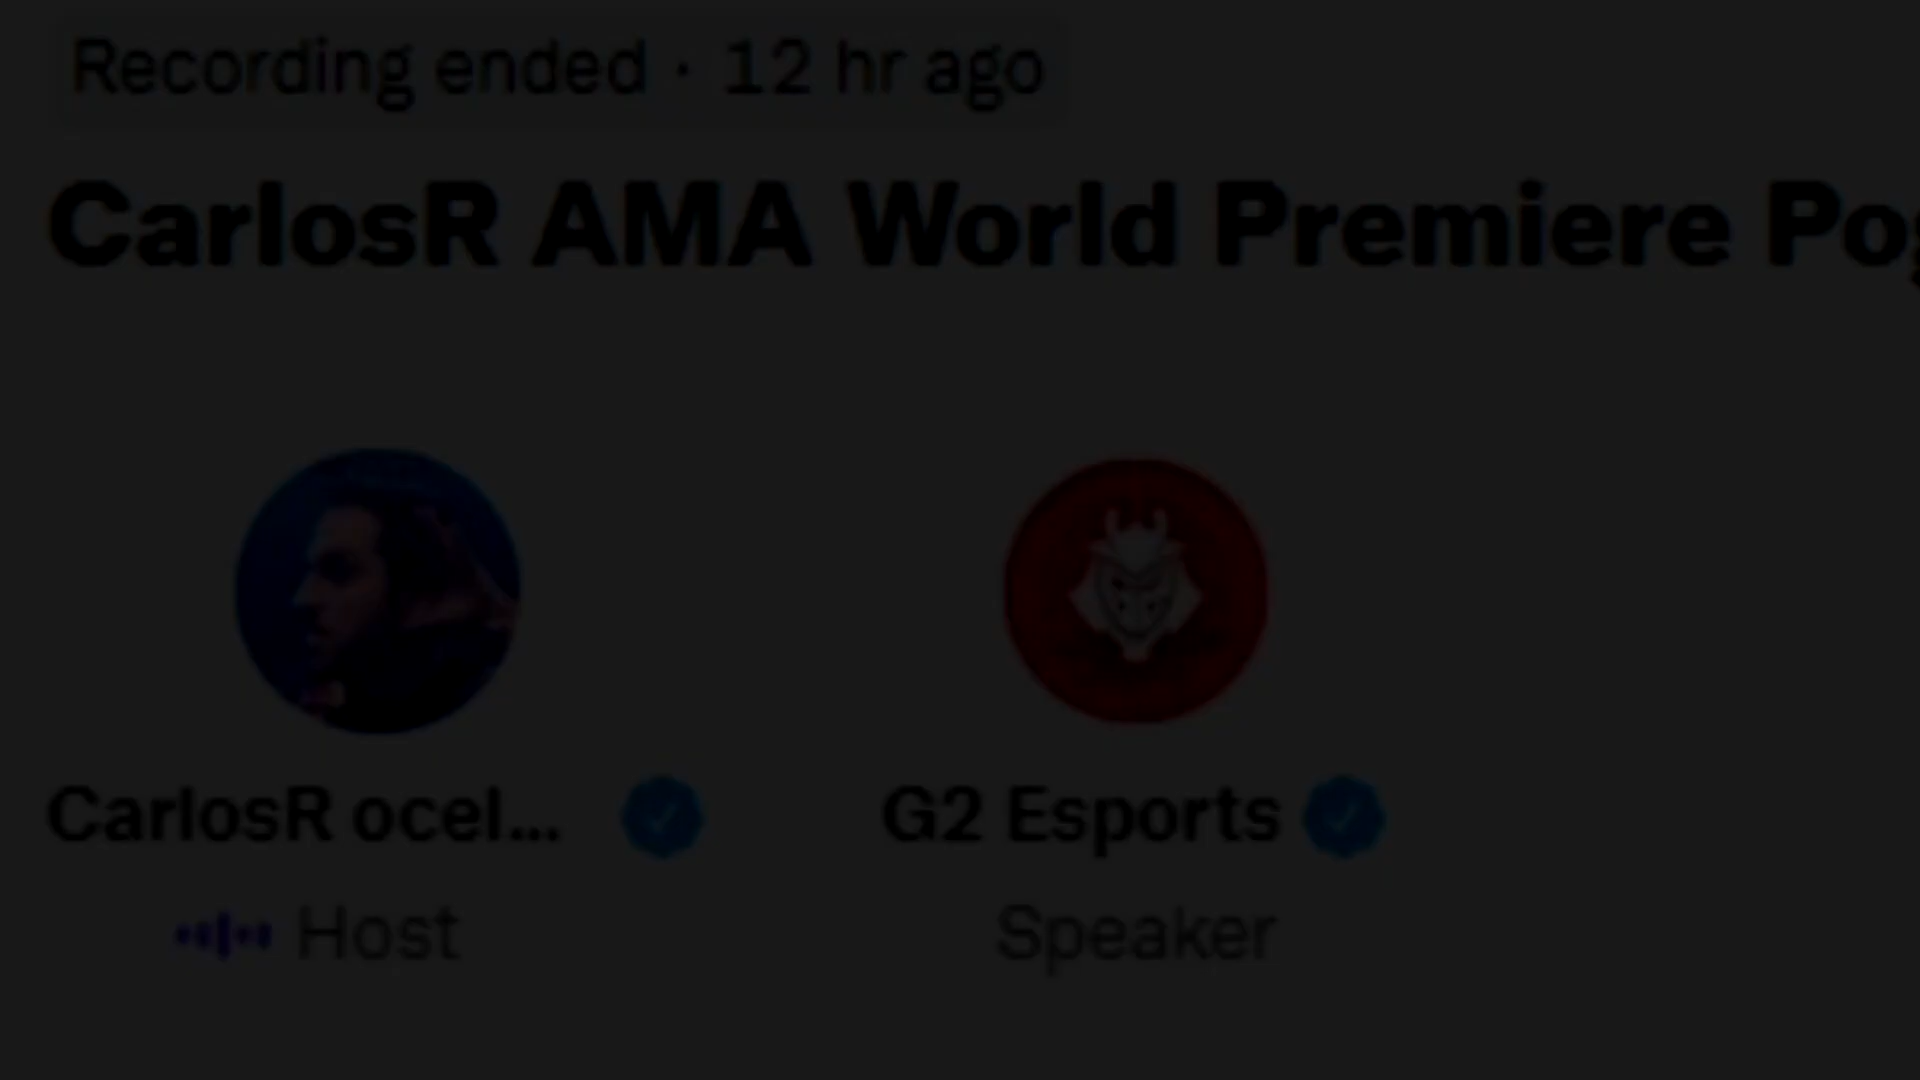 Recording ended · 12 hr ago
CarlosR AMA World Premiere
CarlosR ocel...
G2 Esports
Host
Speaker